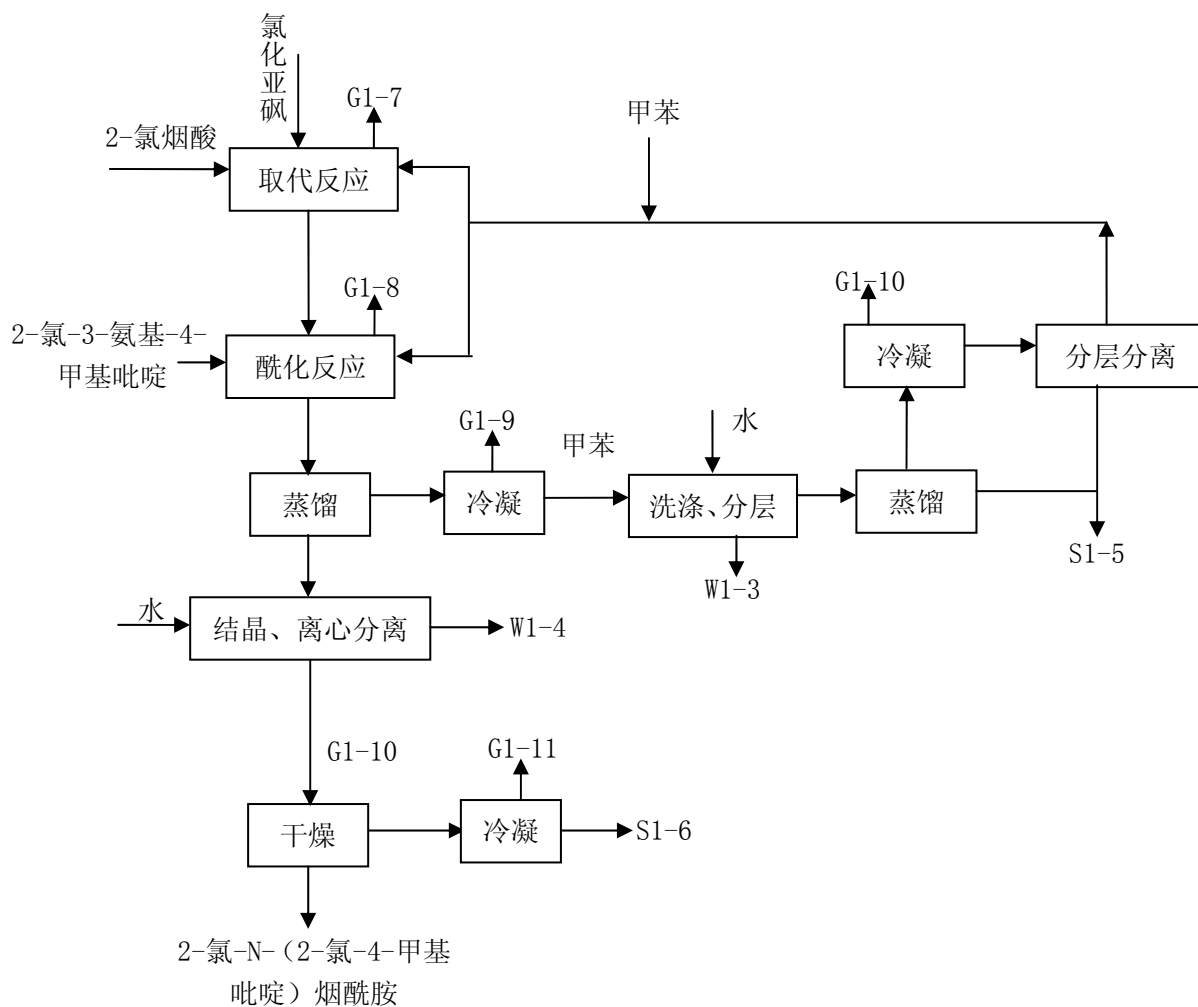 氯化亚砜
G1-7
甲苯
2-氯烟酸
取代反应
G1-8
G1-10
2-氯-3-氨基-4-
甲基吡啶
酰化反应
冷凝
分层分离
G1-9
甲苯
水
蒸馏
冷凝
洗涤、分层
蒸馏
S1-5
W1-3
水
结晶、离心分离
W1-4
G1-10
G1-11
干燥
冷凝
S1-6
2-氯-N-（2-氯-4-甲基
吡啶）烟酰胺